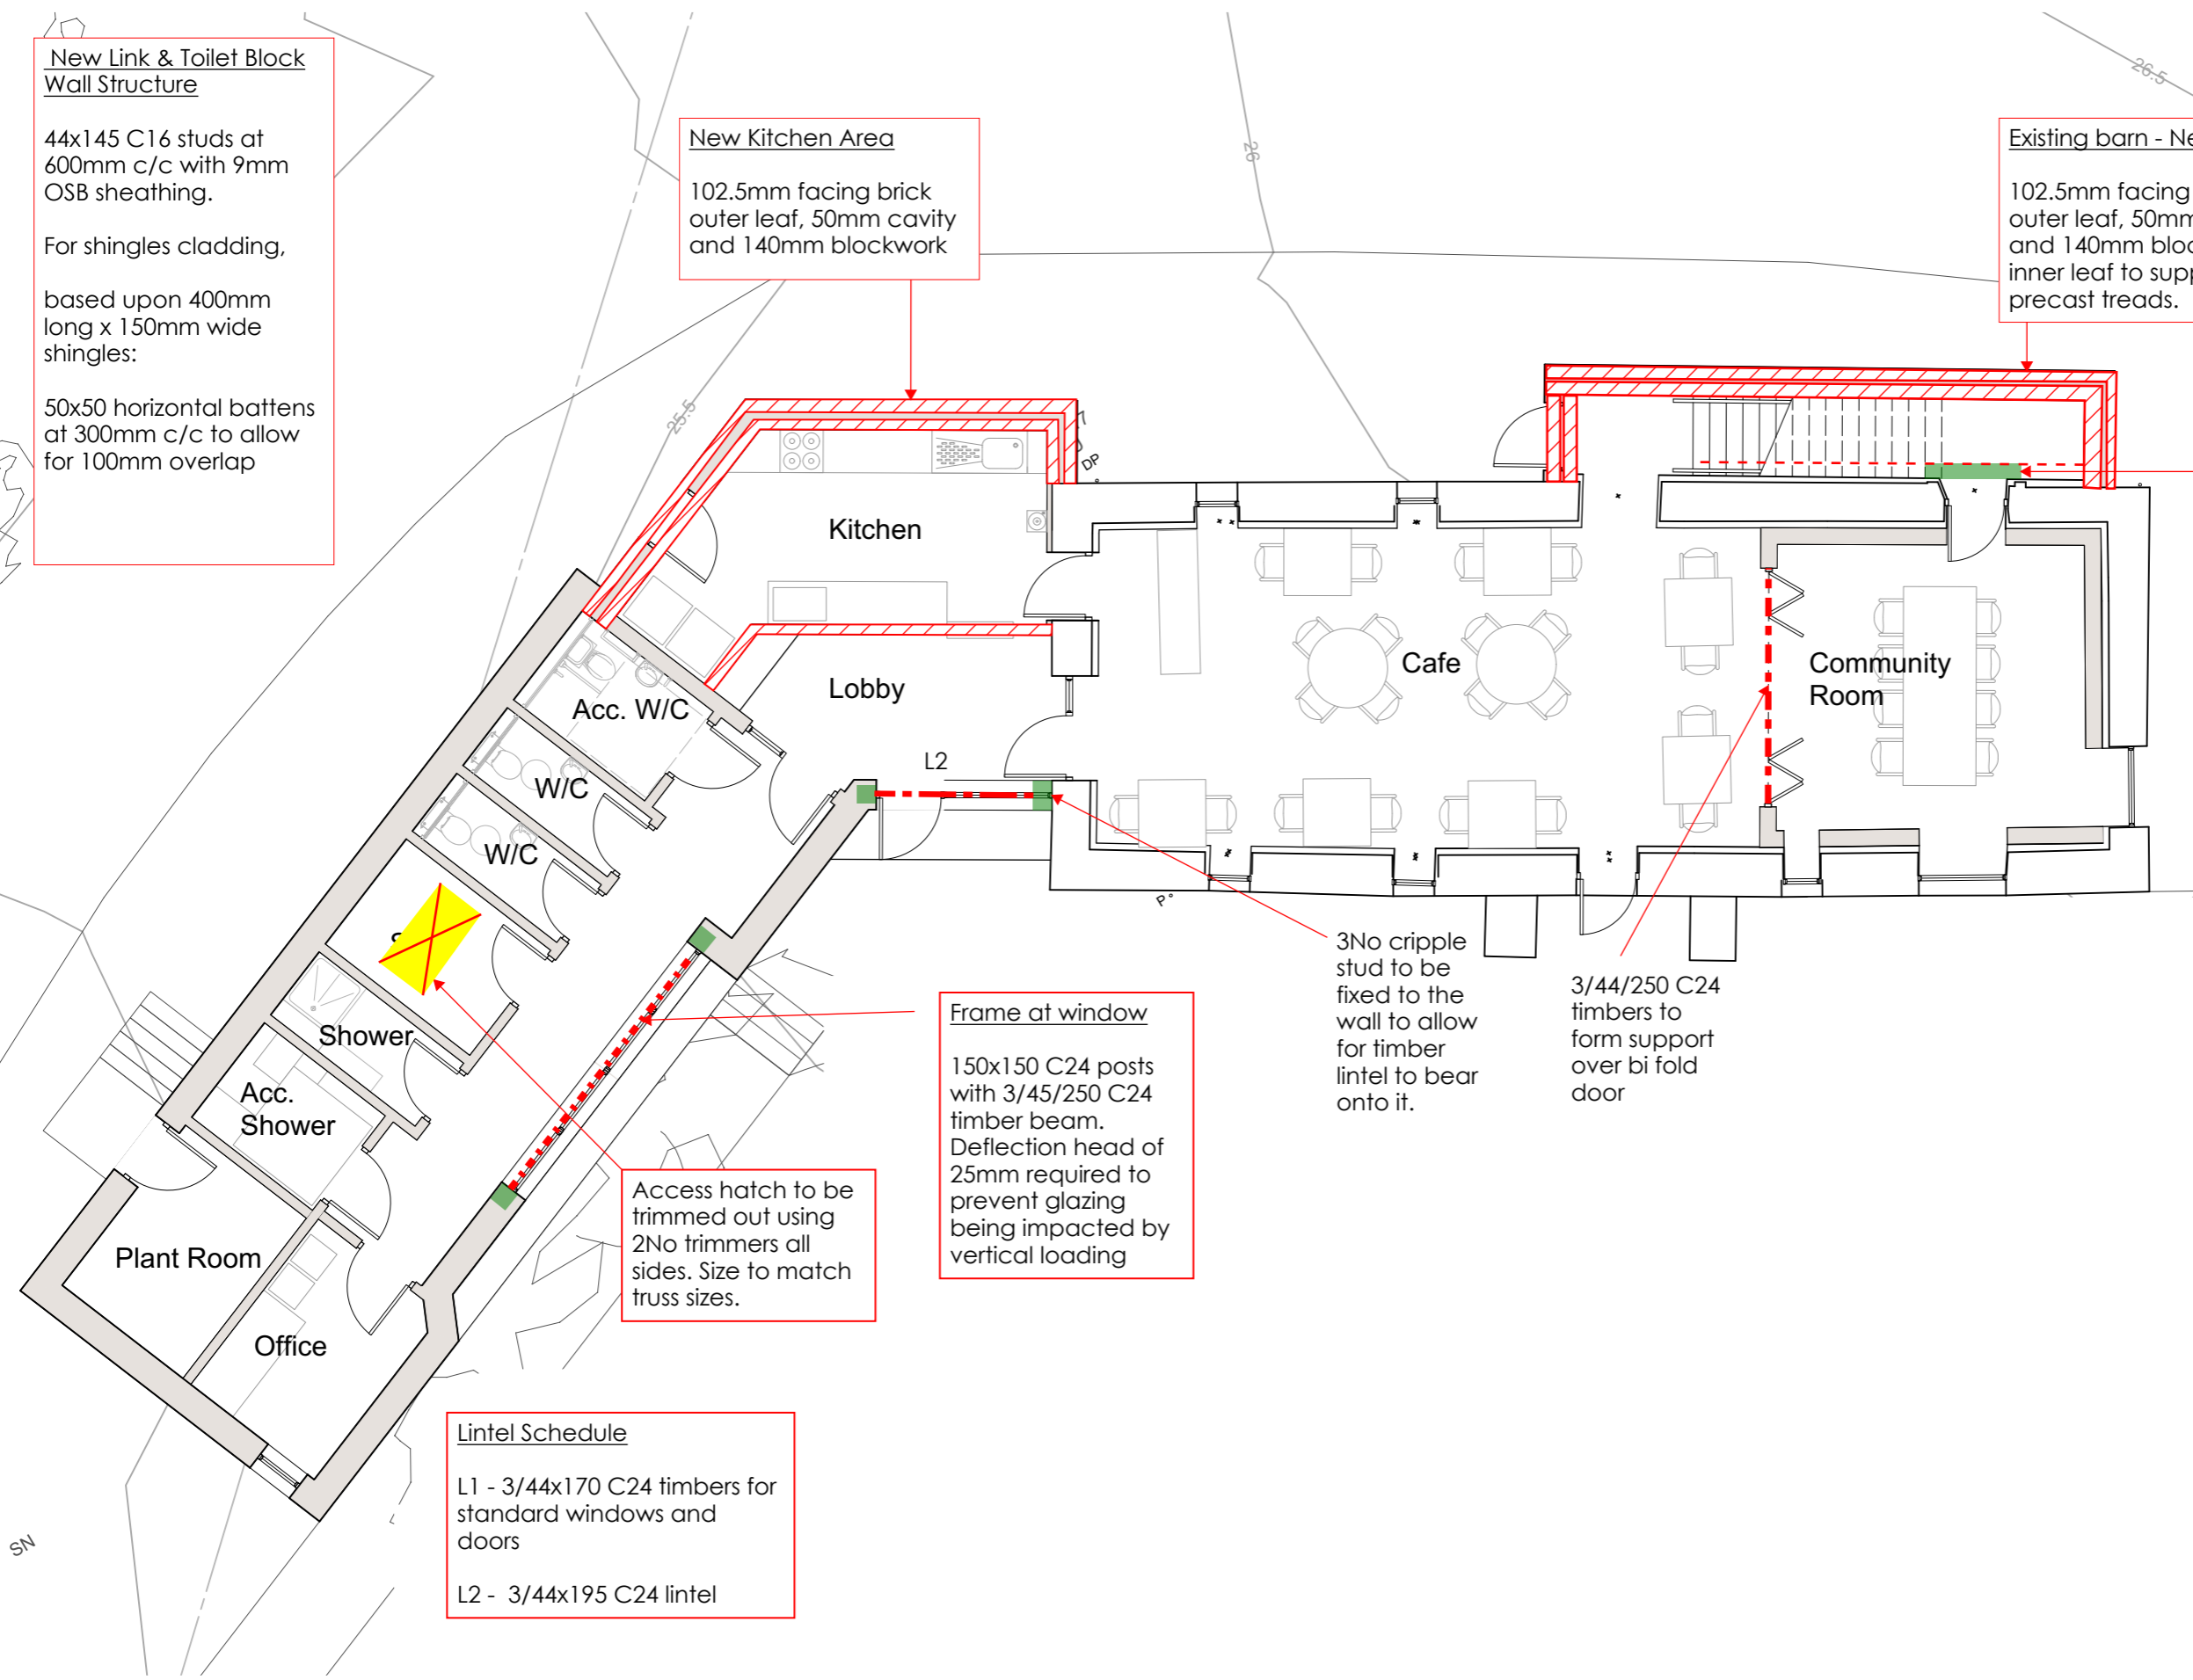 New Link & Toilet Block
Wall Structure
44x145 C16 studs at
600mm c/c with 9mm
OSB sheathing.
For shingles cladding,
based upon 400mm
long x 150mm wide
shingles:
50x50 horizontal battens
at 300mm c/c to allow
for 100mm overlap
New Kitchen Area
102.5mm facing brick
outer leaf, 50mm cavity
and 140mm blockwork
Existing barn - Ne
102.5mm facing
outer leaf, 50mm
and 140mm bloc
inner leaf to supp
precast treads.
26.5
26
25.5
DP
Kitchen
Lobby
Cafe
Community
Room
Acc. W/C
W/C
W/C
L2
Shower
Acc.
Shower
Plant Room
Office
P
3No cripple
stud to be
fixed to the
wall to allow
for timber
lintel to bear
onto it.
3/44/250 C24
timbers to
form support
over bi fold
door
Frame at window
150x150 C24 posts
with 3/45/250 C24
timber beam.
Deflection head of
25mm required to
prevent glazing
being impacted by
vertical loading
Access hatch to be
trimmed out using
2No trimmers all
sides. Size to match
truss sizes.
Lintel Schedule
L1 - 3/44x170 C24 timbers for
standard windows and
doors
L2 - 3/44x195 C24 lintel
SN